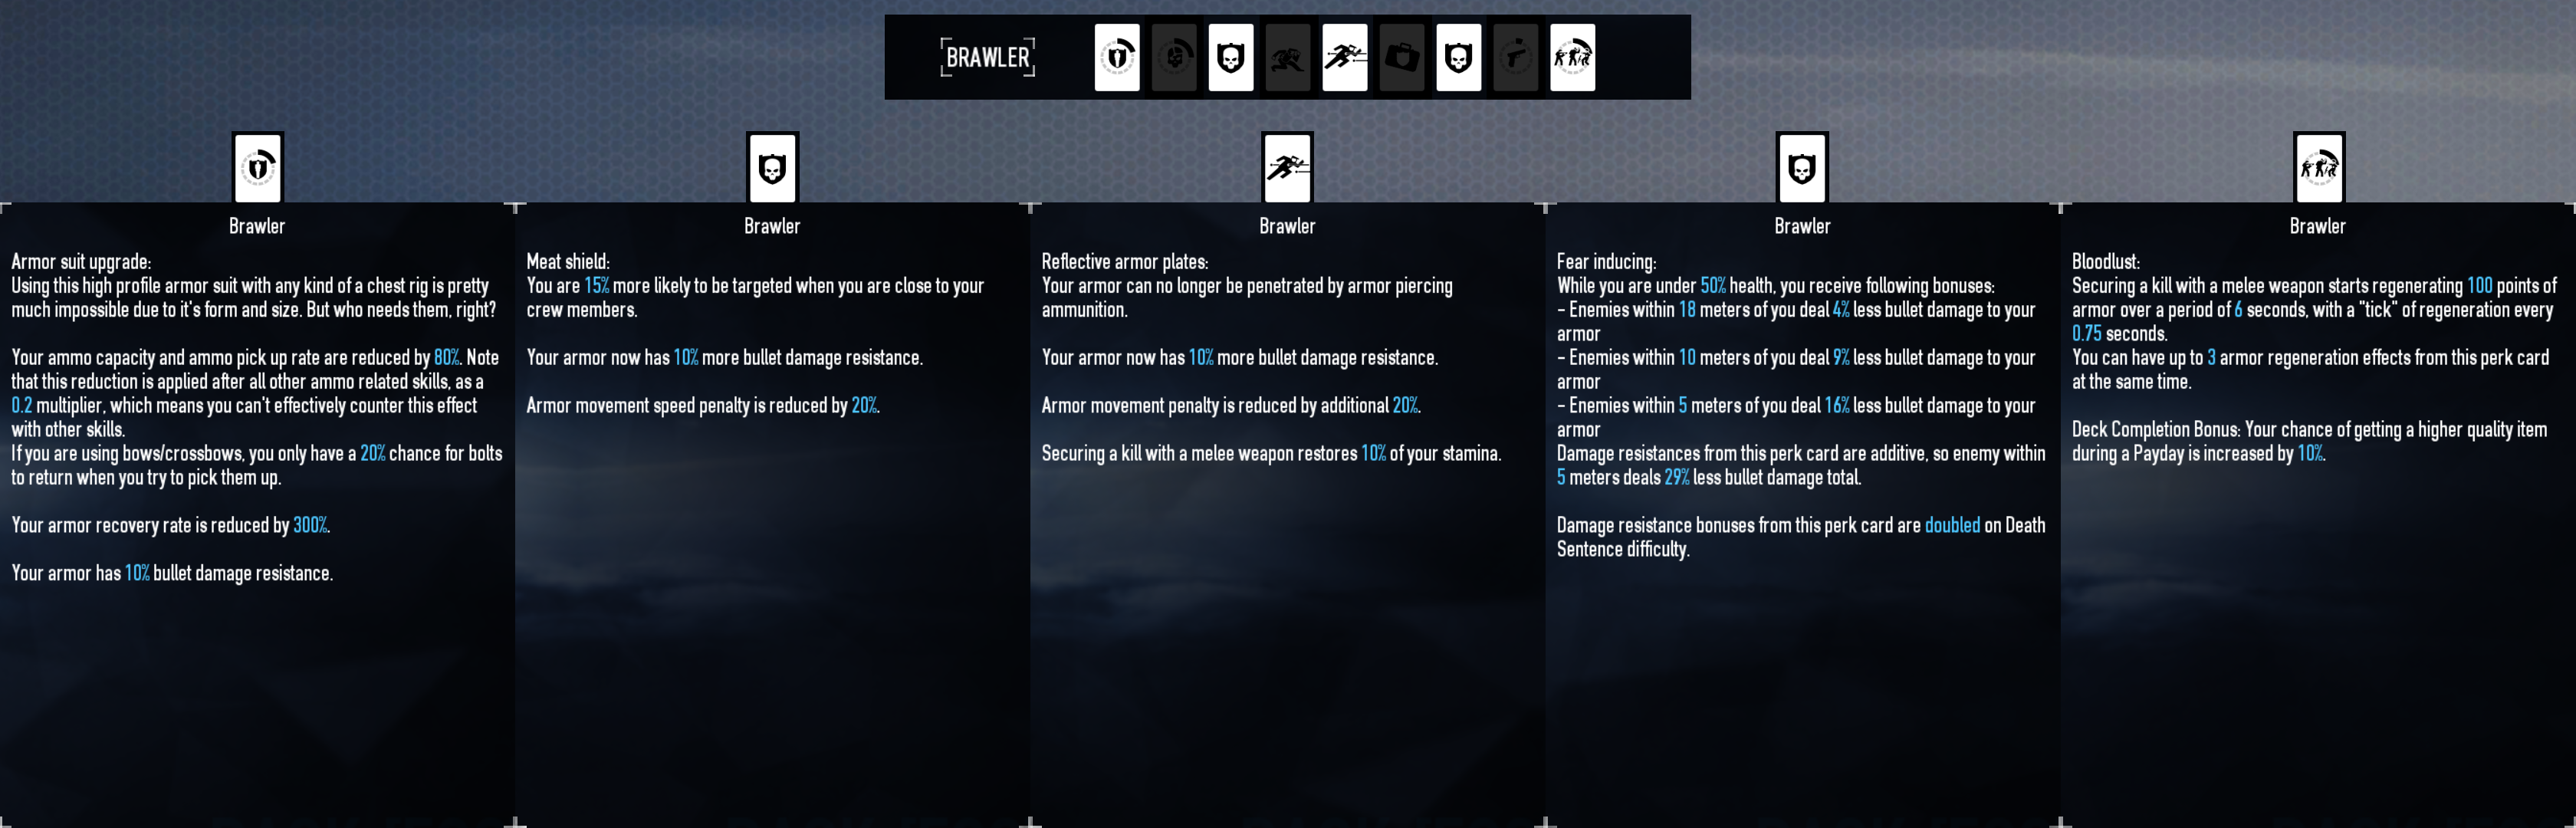 BRAWLER
Brawler
Armor suit upgrade:
Using this high profile armor suit with any kind of a chest rig is pretty
much impossible due to it's form and size. But who needs them, right?
Your ammo capacity and ammo pick up rate are reduced by 80%. Note
that this reduction is applied after all other ammo related skills, as a
0.2 multiplier, which means you can't effectively counter this effect
with other skills.
If you are using bows/crossbows, you only have a 20% chance for bolts
to return when you try to pick them up.
Your armor recovery rate is reduced by 300%.
Your armor has 10% bullet damage resistance.
Brawler
Meat shield:
You are 15% more likely to be targeted when you are close to your
crew members.
Your armor now has 10% more bullet damage resistance.
Armor movement speed penalty is reduced by 20%.
Brawler
Reflective armor plates:
Your armor can no longer be penetrated by armor piercing
ammunition.
Your armor now has 10% more bullet damage resistance.
Armor movement penalty is reduced by additional 20%.
Securing a kill with a melee weapon restores 10% of your stamina.
Brawler
Fear inducing:
While you are under 50% health, you receive following bonuses:
- Enemies within 18 meters of you deal 4% less bullet damage to your
armor
- Enemies within 10 meters of you deal 9% less bullet damage to your
armor
- Enemies within 5 meters of you deal 16% less bullet damage to your
armor
Damage resistances from this perk card are additive, so enemy within
5 meters deals 29% less bullet damage total.
Damage resistance bonuses from this perk card are doubled on Death
Sentence difficulty.
Brawler
Bloodlust:
Securing a kill with a melee weapon starts regenerating 100 points of
armor over a period of 6 seconds, with a "tick" of regeneration every
0.75 seconds.
You can have up to 3 armor regeneration effects from this perk card
at the same time.
Deck Completion Bonus: Your chance of getting a higher quality item
during a Payday is increased by 10%.